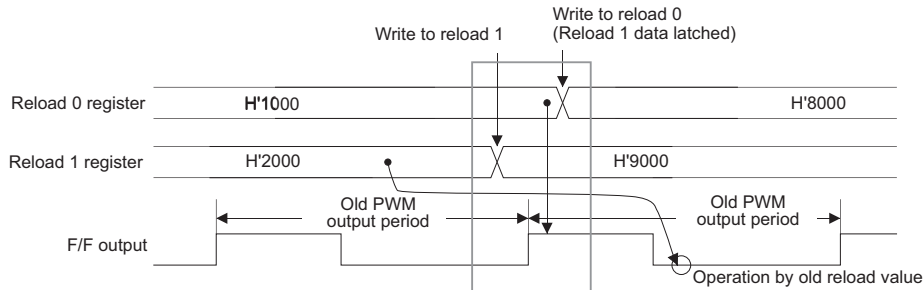 Write to reload 0
(Reload 1 data latched)
Write to reload 1
Reload 0 register
H'1000
H'8000
Reload 1 register
H'2000
H'9000
Old PWM
output period
Old PWM
output period
F/F output
Operation by old reload value